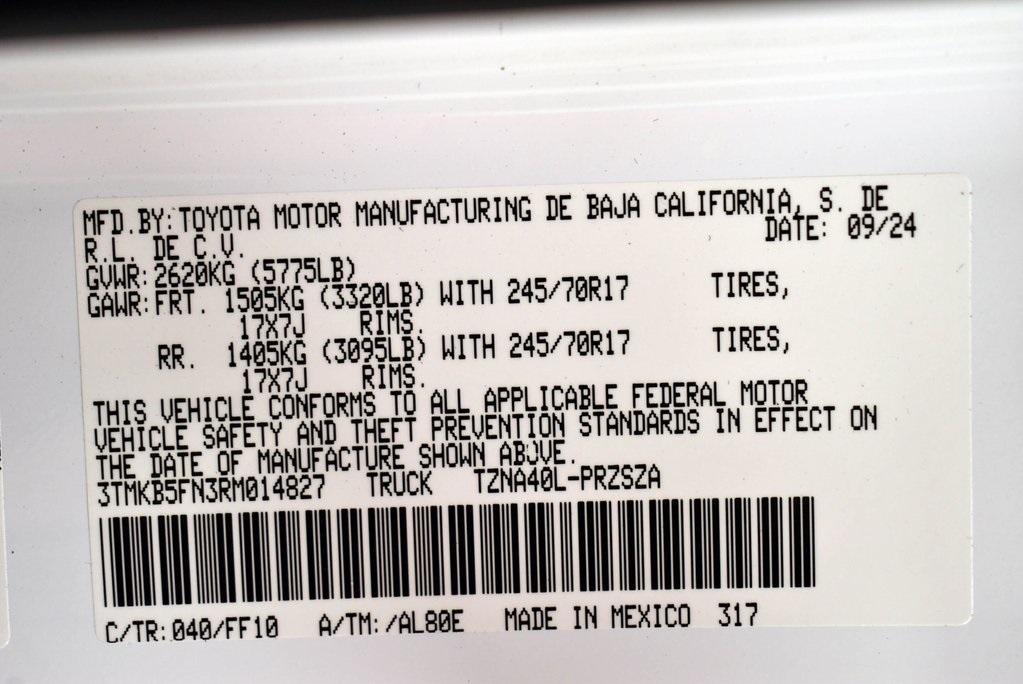 MFD.BY:TOYOTA MOTOR MANUFACTURING DE BAJA CALIFORNIA, S. DE
R.L. DE C.V. DATE: 09/24
GVWR:2620KG (5775LB)
GAWR:FRT. 1505KG (3320LB) WITH 245/70R17 TIRES,
17X7J RIMS.
RR. 1405KG (3095LB) WITH 245/70R17 TIRES,
17X7J RIMS.
THIS VEHICLE CONFORMS TO ALL APPLICABLE FEDERAL MOTOR
VEHICLE SAFETY AND THEFT PREVENTION STANDARDS IN EFFECT ON
THE DATE OF MANUFACTURE SHOWN ABOVE.
3TMKB5FN3RM014827 TRUCK TZNA40L-PRZSZA
C/TR:040/FF10 A/TM:/AL80E MADE IN MEXICO 317